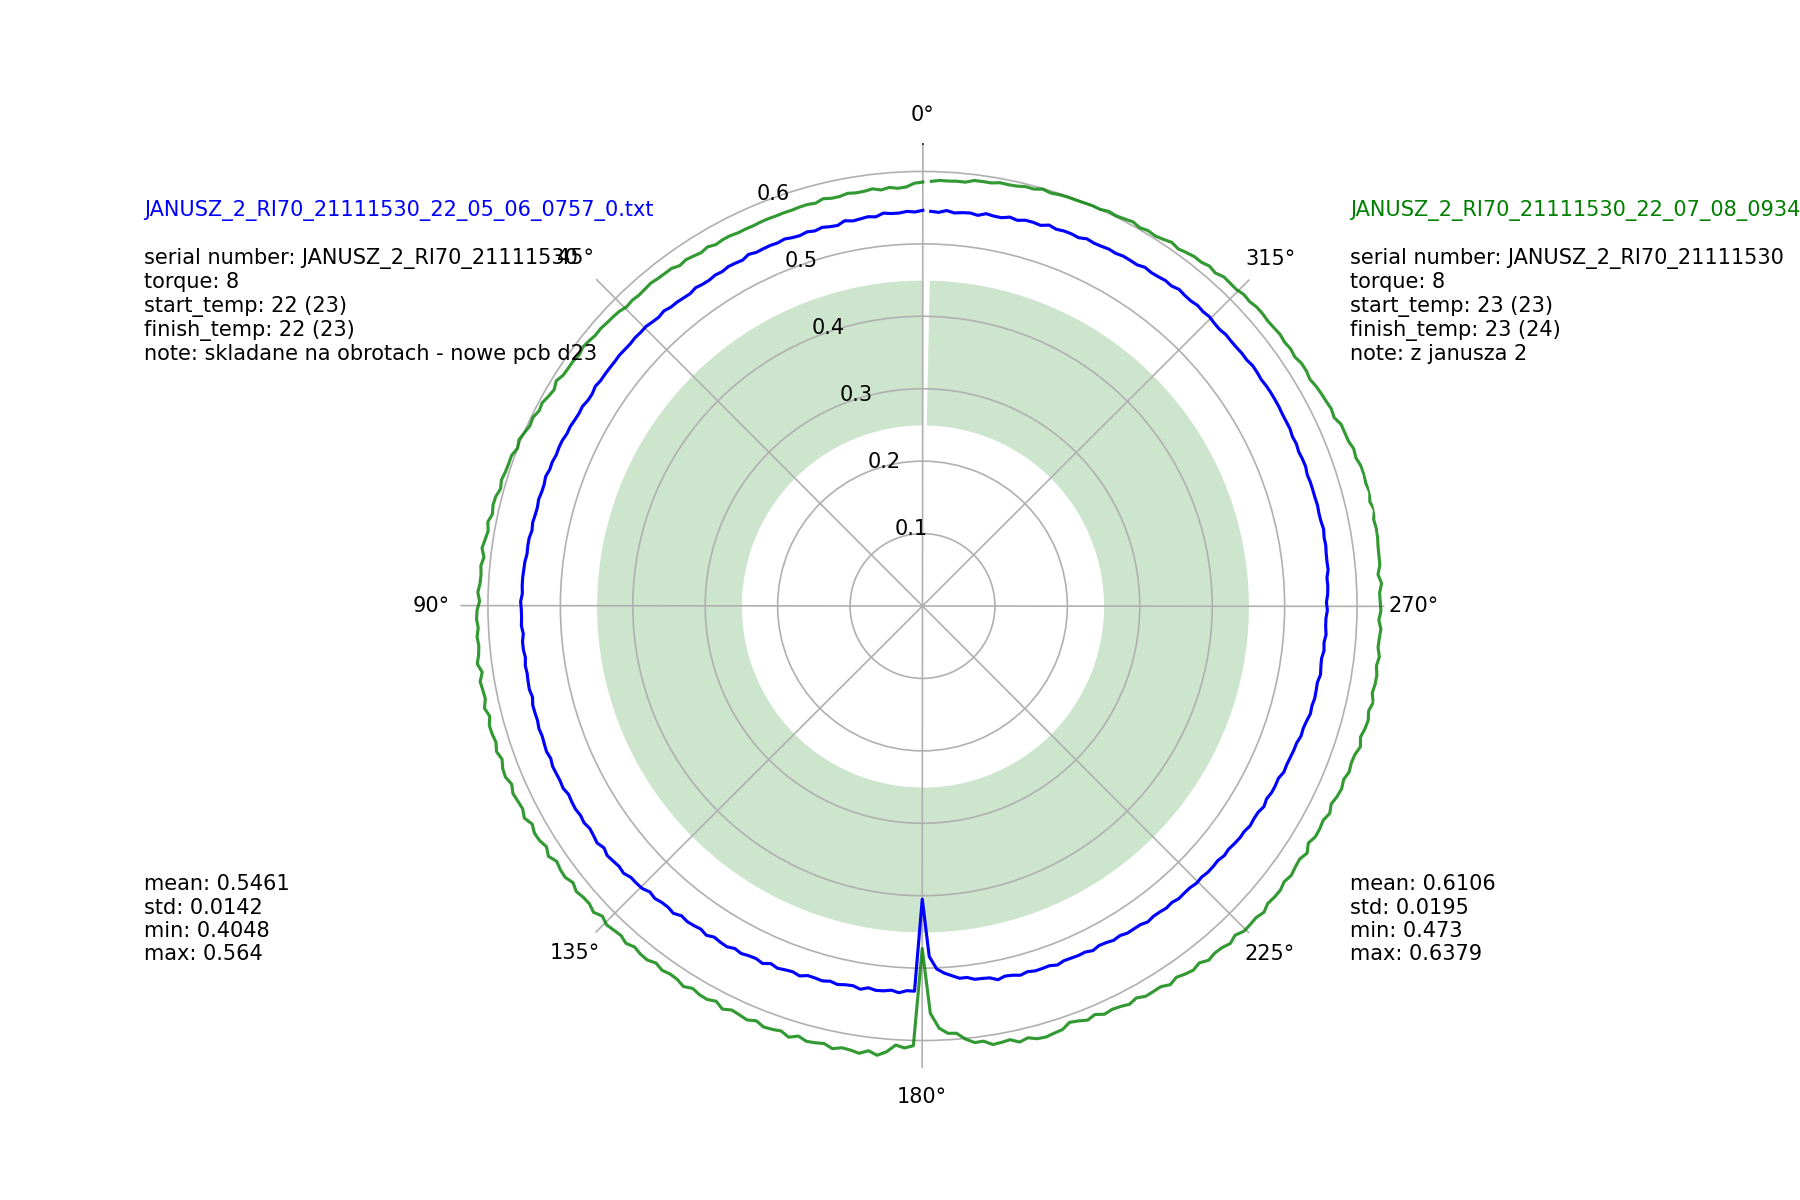 0°
0.6
JANUSZ_2_RI70_21111530_22_05_06_0757_0.txt
serial number: JANUSZ_2_RI70_21111530
torque: 8
start_temp: 22 (23)
finish_temp: 22 (23)
note: skladane na obrotach - nowe pcb d23
JANUSZ_2_RI70_21111530_22_07_08_0934
serial number: JANUSZ_2_RI70_21111530
torque: 8
start_temp: 23 (23)
finish_temp: 23 (24)
note: z janusza 2
45°
315°
0.5
0.4
0.3
0.2
0.1
90°
270°
mean: 0.5461
std: 0.0142
min: 0.4048
max: 0.564
mean: 0.6106
std: 0.0195
min: 0.473
max: 0.6379
135°
225°
180°